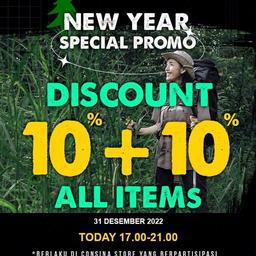 NEW YEAR
SPECIAL PROMO
DISCOUNT
10% + 10%
ALL ITEMS
31 DESEMBER 2022
TODAY 17.00-21.00
*BERLAKU DI CONSINA STORE YANG BERPARTISIPASI